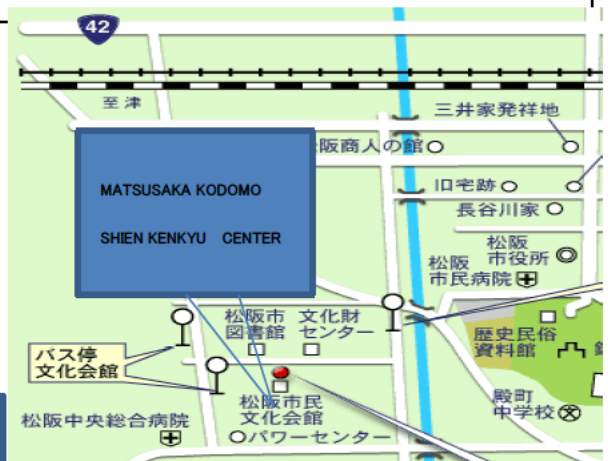 42
至津
三井家発祥地
阪商人の館
MATSUSAKA KODOMO
SHIEN KENKYU CENTER
旧宅跡
長谷川家
松阪
市役所
松阪
市民病院
松阪市
図書館
文化財
センター
歴史民俗
資料館
バス停
文化会館
松阪市民
文化会館
殿町
中学校
松阪中央総合病院
パワーセンター